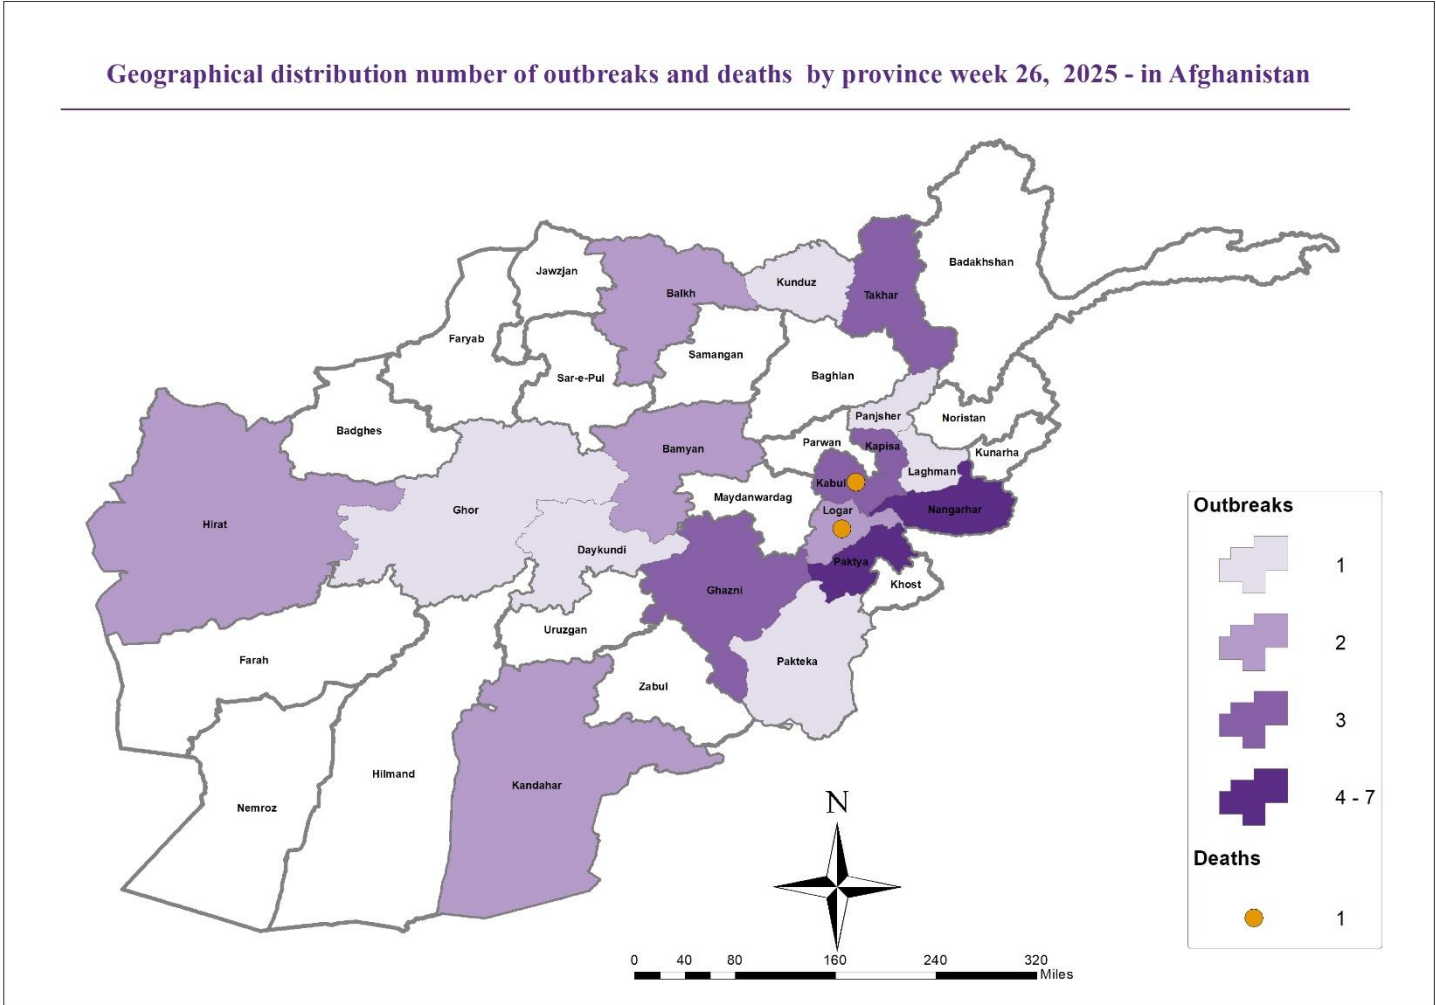 Geographical distribution number of outbreaks and deaths by province week 26, 2025 - in Afghanistan
Badakhshan
Jawzjan
Kunduz
Balkh
Takhar
Faryab
Samangan
Baghlan
Sar-e-Pul
Panjsher
Noristan
Badghes
Parwan
Kapisa
Bamyan
Kunarha
Laghman
Kabul
Maydanwardag
Ghor
Logar
Nangarhar
Hirat
Daykundi
Paktya
Ghazni
Khost
Uruzgan
Farah
Pakteka
Zabul
Hilmand
Kandahar
Nemroz
Outbreaks
1
2
3
4 - 7
Deaths
1
N
0 40 80 160 240 320
Miles